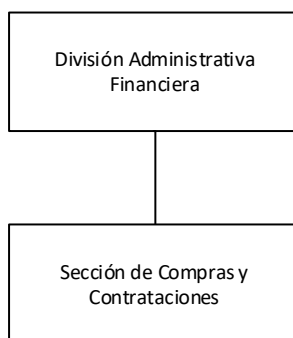 División Administrativa
Financiera
Sección de Compras y
Contrataciones